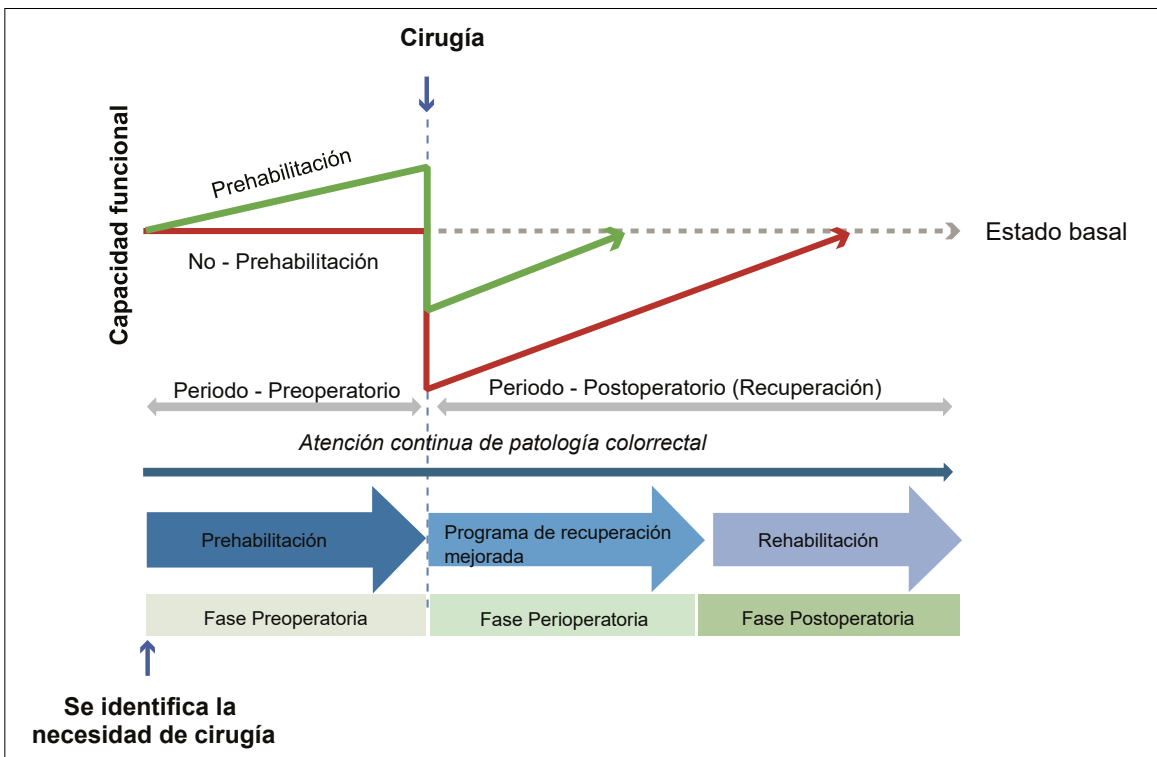 Cirugía
Capacidad funcional
Prehabilitación
No - Prehabilitación
Estado basal
Periodo - Preoperatorio
Periodo - Postoperatorio (Recuperación)
Atención continua de patología colorrectal
Prehabilitación
Programa de recuperación
mejorada
Rehabilitación
Fase Preoperatoria
Fase Perioperatoria
Fase Postoperatoria
Se identifica la
necesidad de cirugía